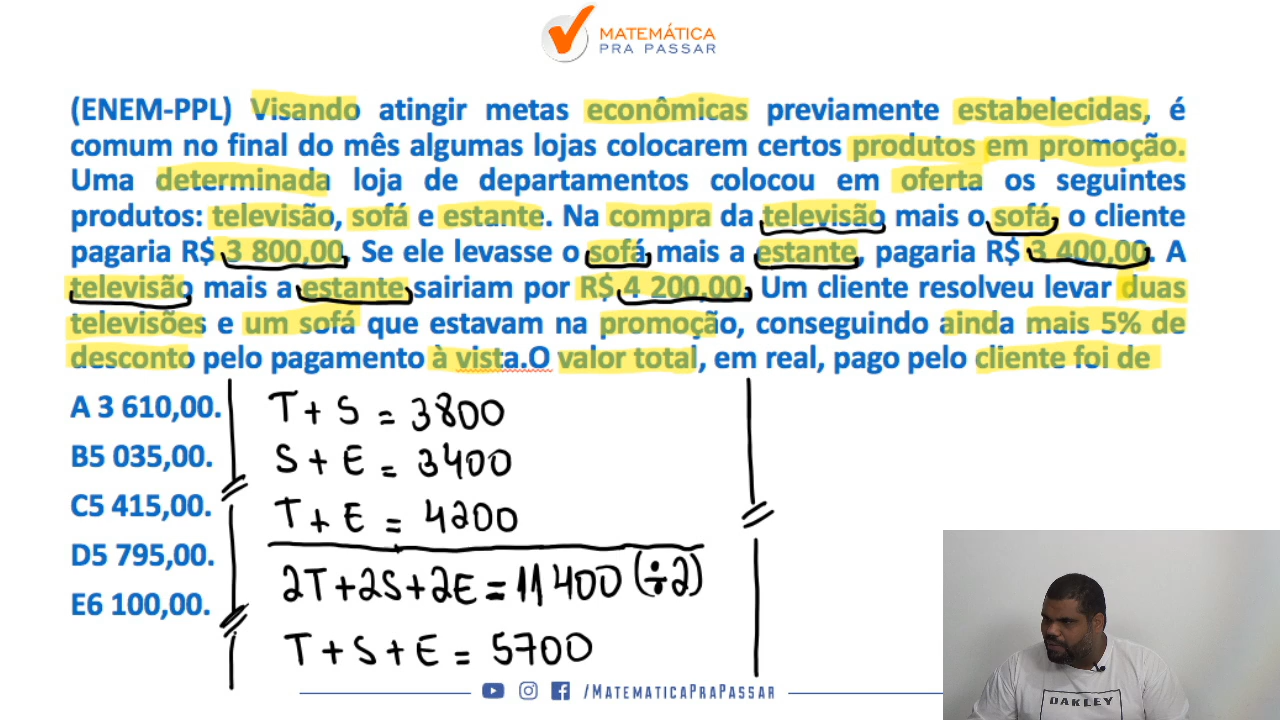 MATEMÁTICA
PRA PASSAR
(ENEM-PPL) Visando atingir metas econômicas previamente estabelecidas, é
comum no final do mês algumas lojas colocarem certos produtos em promoção.
Uma determinada loja de departamentos colocou em oferta os seguintes
produtos: televisão, sofá e estante. Na compra da televisão mais o sofá, o cliente
pagaria R$ 3 800,00. Se ele levasse o sofá mais a estante, pagaria R$ 3 400,00. A
televisão mais a estante sairiam por R$ 4 200,00. Um cliente resolveu levar duas
televisões e um sofá que estavam na promoção, conseguindo ainda mais 5% de
desconto pelo pagamento à vista.O valor total, em real, pago pelo cliente foi de
A 3 610,00.
B5 035,00.
C5 415,00.
D5 795,00.
E6 100,00.
T + S = 3800
S + E = 3400
T + E = 4200
2T+2S+2E=11400 (÷2)
T + S + E = 5700
/MATEMATICAPRAPASSAR
OAKLEY